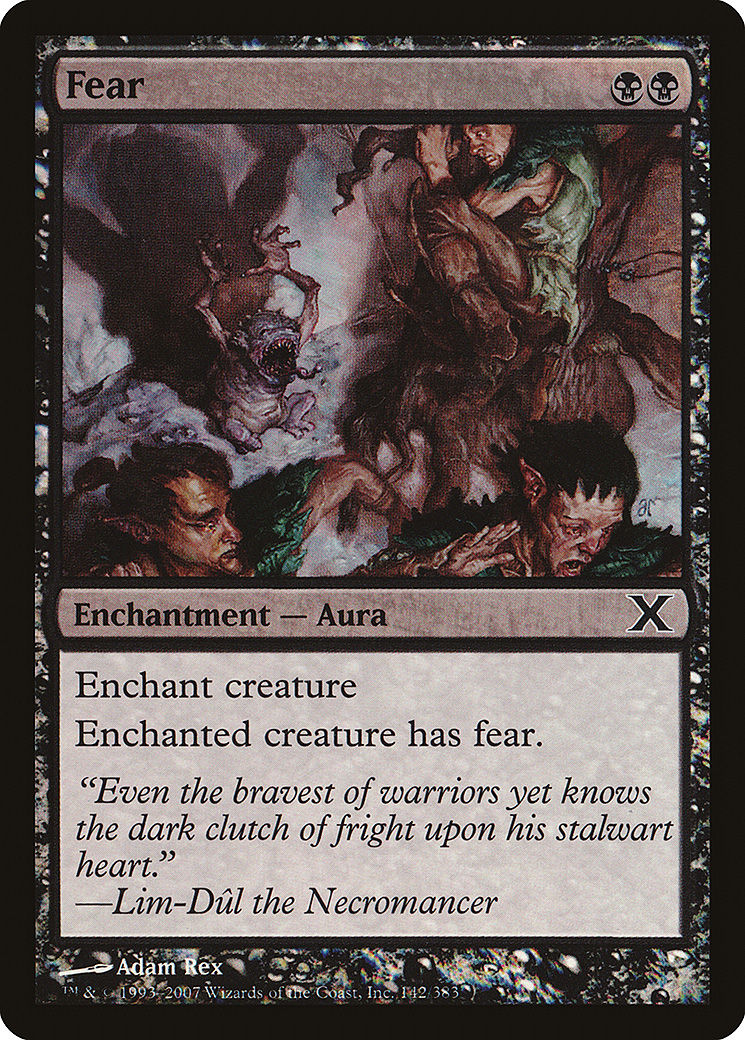 Fear
Enchantment — Aura
X
Enchant creature
Enchanted creature has fear.
“Even the bravest of warriors yet knows
the dark clutch of fright upon his stalwart
heart.”
—Lim-Dûl the Necromancer
Adam Rex
™ & © 1993–2007 Wizards of the Coast, Inc. 142/383